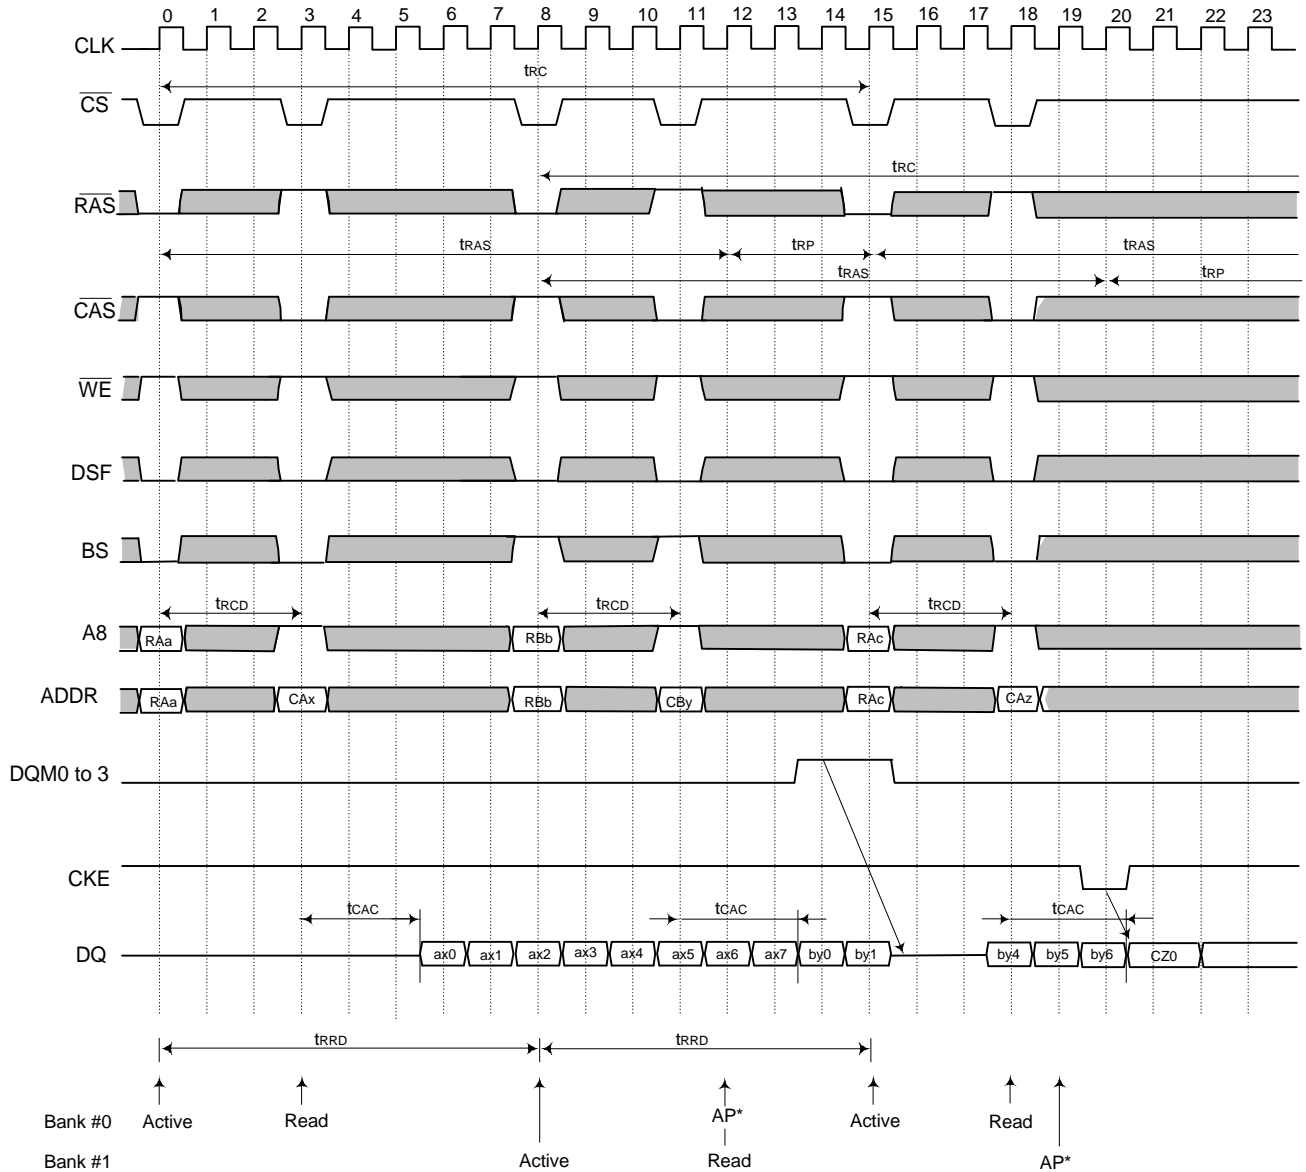 0 1 2 3 4 5 6 7 8 9 10 11 12 13 15 16 17 18 19 20 21 22 23
CLK
tRC
CS
tRC
RAS
tRAS tRP tRAS
tRAS tRP
CAS
WE
DSF
BS
tRCD tRCD tRCD
A8 RAa RBb RAc
ADDR RAa CAx RBb CBy RAc CAz
DQM0 to 3
CKE
tCAC tCAC tCAC
DQ ax0 ax1 ax2 ax3 ax4 ax5 ax6 ax7 by0 by1 by4 by5 by6 CZ0
tRRD tRRD
Bank #0 Active Read AP* Active Read
Bank #1 Active Read AP*